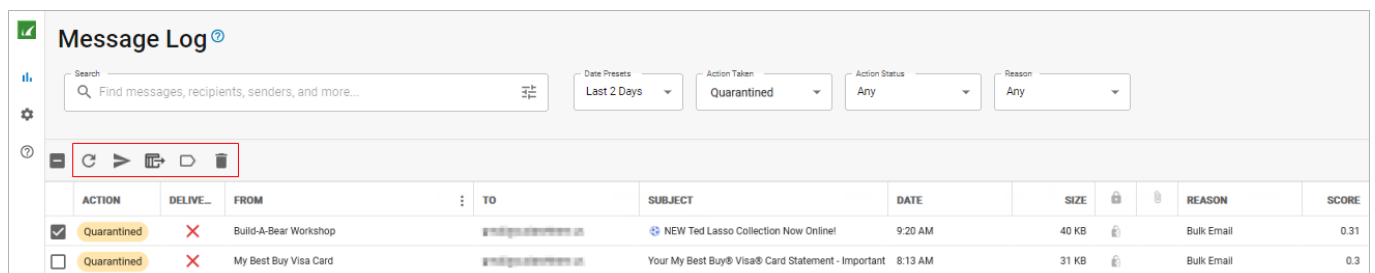 Message Log
Search
Find messages, recipients, senders, and more...
Date Presets
Last 2 Days
Action Taken
Quarantined
Action Status
Any
Reason
Any
ACTION DELIVE... FROM TO SUBJECT DATE SIZE REASON SCORE
Quarantined Build-A-Bear Workshop NEW Ted Lasso Collection Now Online! 9:20 AM 40 KB Bulk Email 0.31
Quarantined My Best Buy Visa Card Your My Best Buy® Visa® Card Statement - Important 8:13 AM 31 KB Bulk Email 0.3